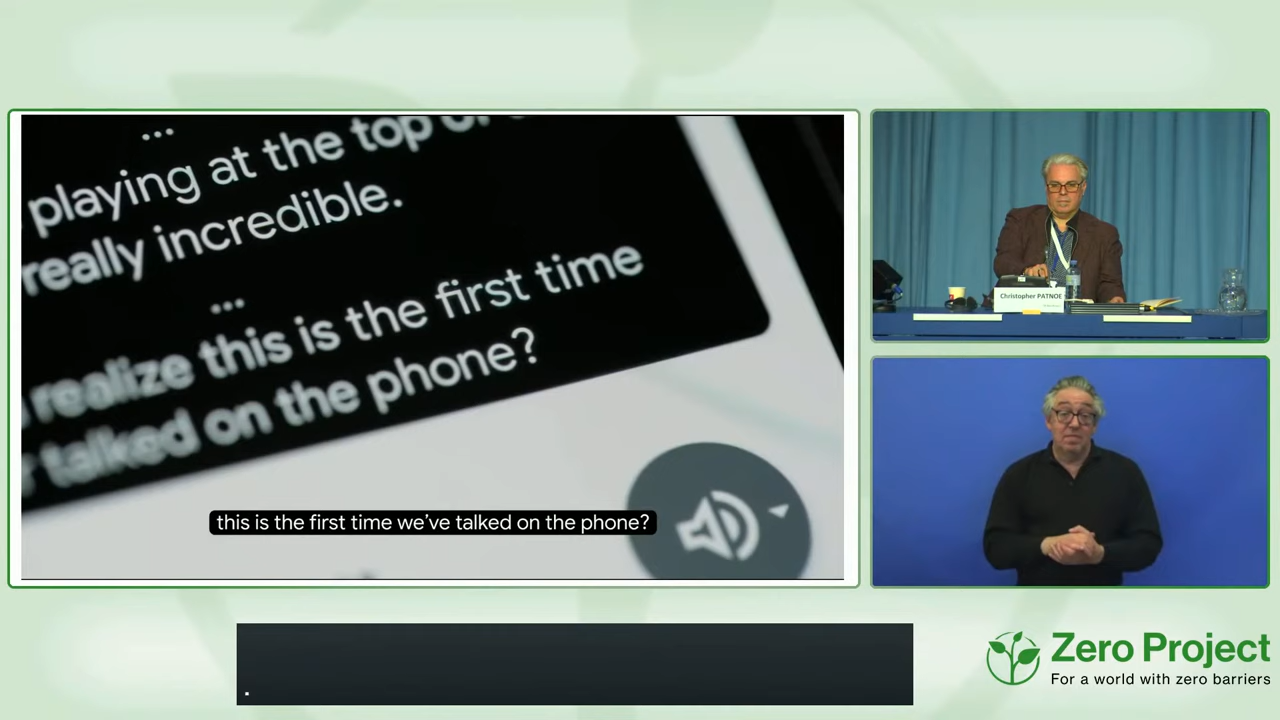 ...
playing at the top of
really incredible.
...
realize this is the first time
talked on the phone?
this is the first time we've talked on the phone?
Christopher PATNOE
.
Zero Project
For a world with zero barriers